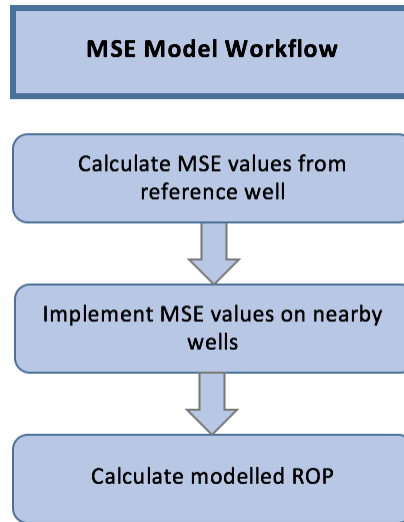 MSE Model Workflow
Calculate MSE values from
reference well
Implement MSE values on nearby
wells
Calculate modelled ROP